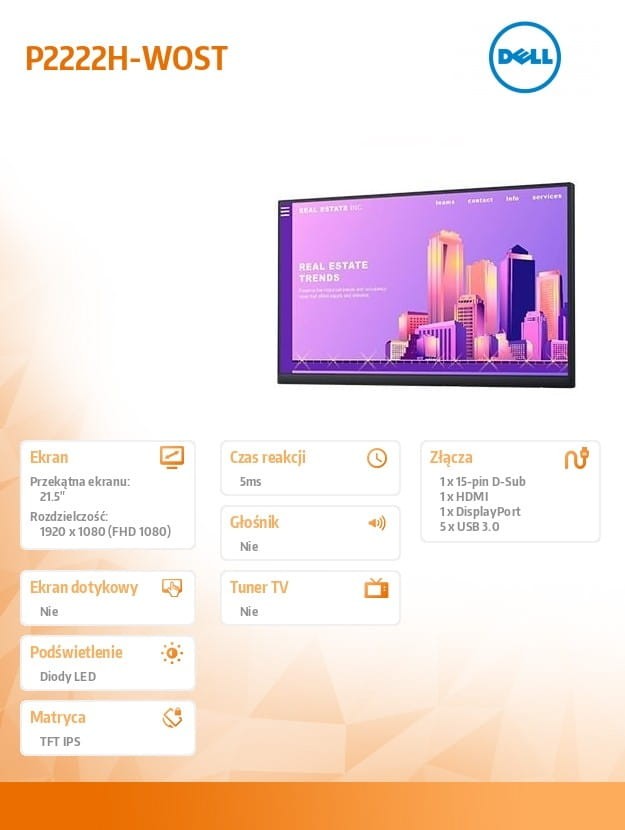 P2222H-WOST
DELL
REAL ESTATE INC.
teams contact info services
REAL ESTATE
TRENDS
Ekran
Przekątna ekranu:
21.5"
Rozdzielczość:
1920 x 1080 (FHD 1080)
Czas reakcji
5ms
Złącza
1 x 15-pin D-Sub
1 x HDMI
1 x DisplayPort
5 x USB 3.0
Głośnik
Nie
Ekran dotykowy
Nie
Tuner TV
Nie
Podświetlenie
Diody LED
Matryca
TFT IPS